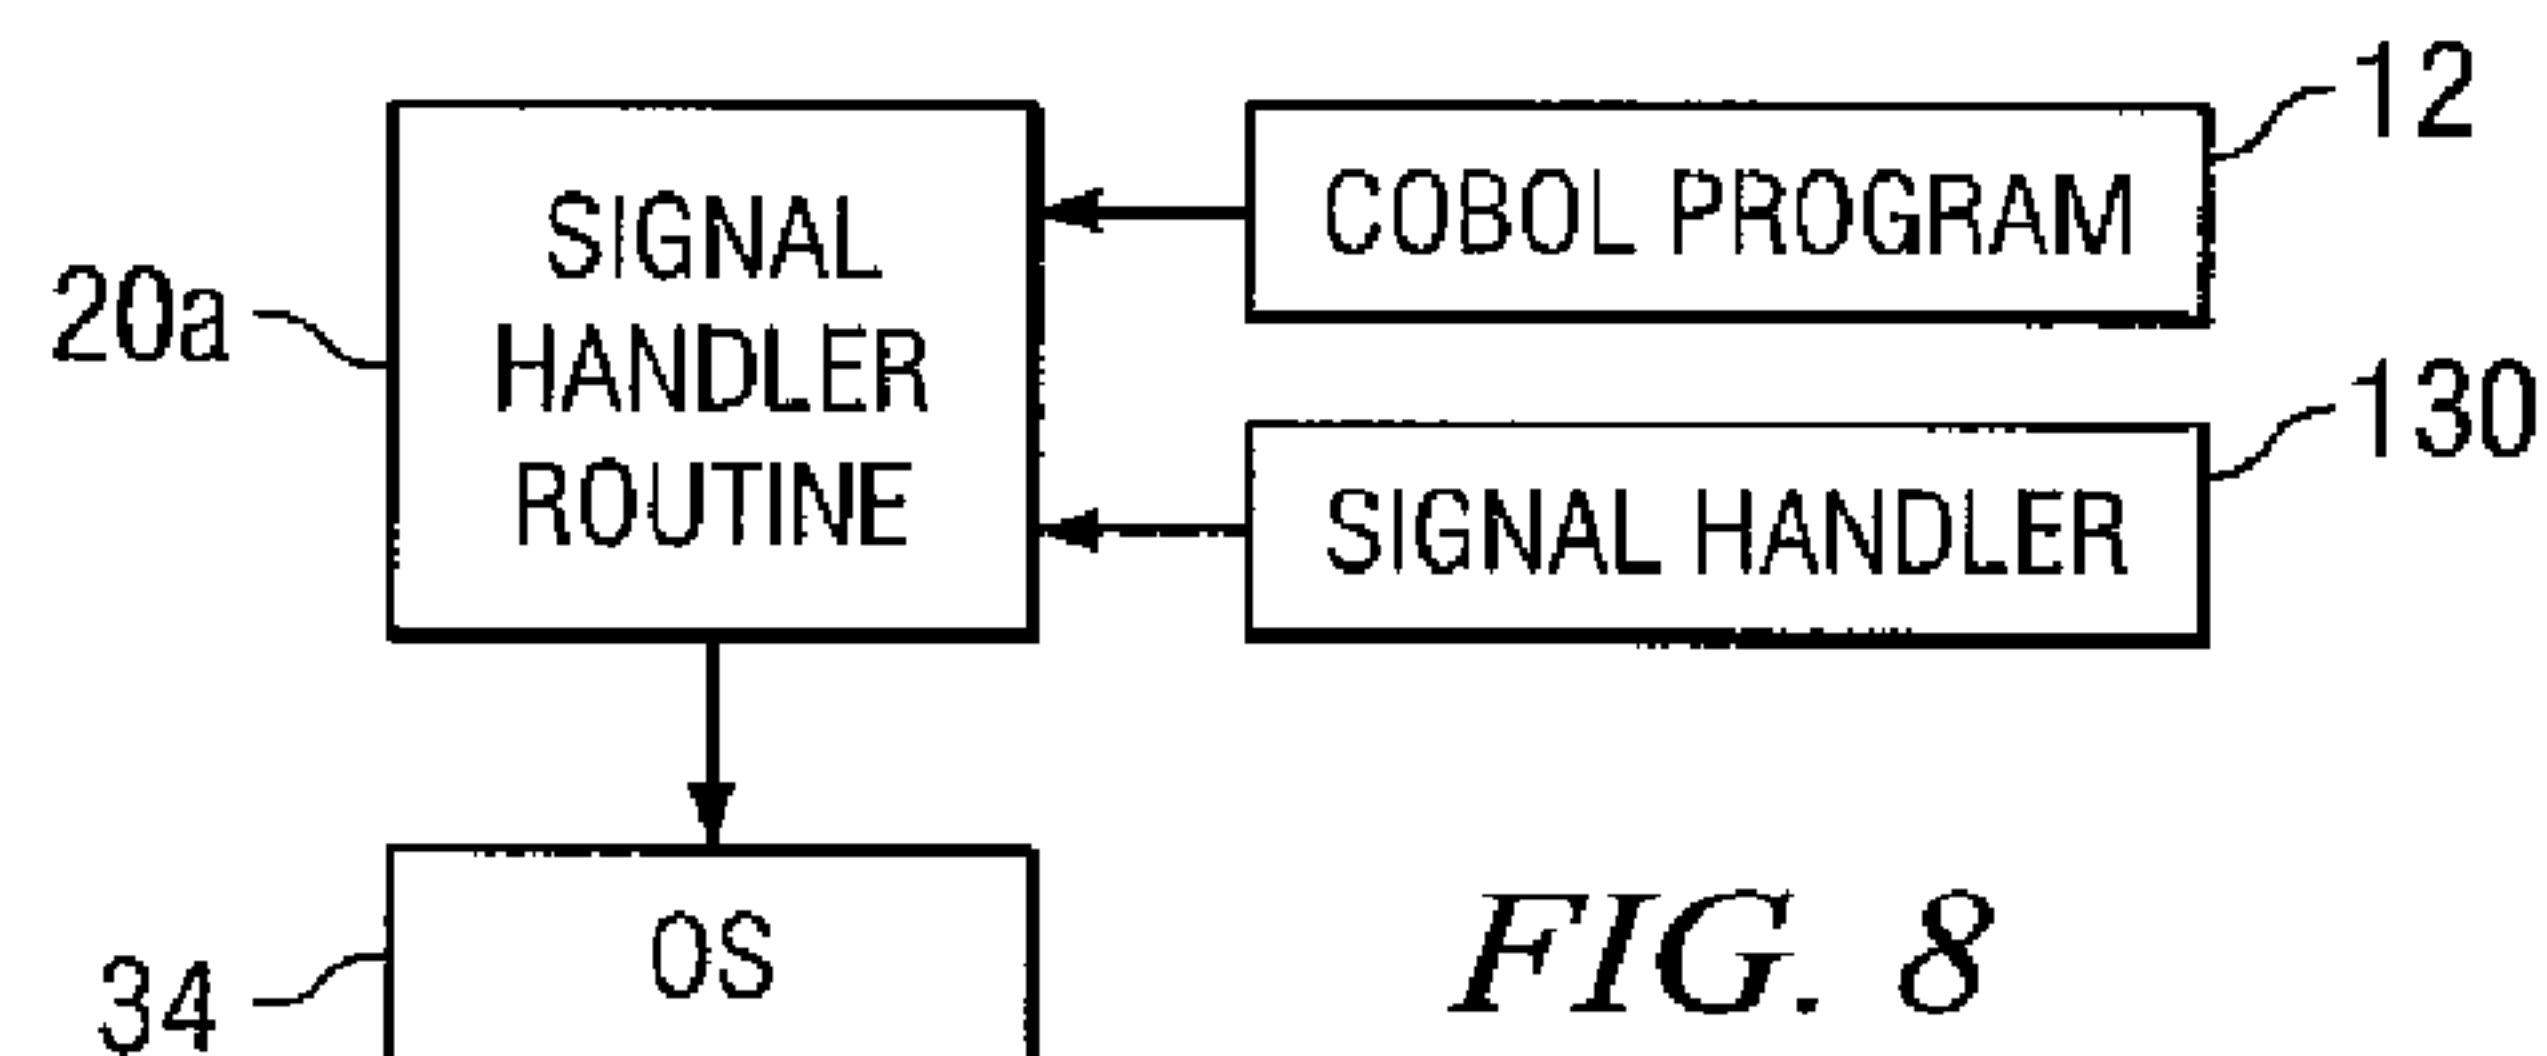 12
COBOL PROGRAM
20a
SIGNAL
HANDLER
ROUTINE
130
SIGNAL HANDLER
34
OS
FIG. 8